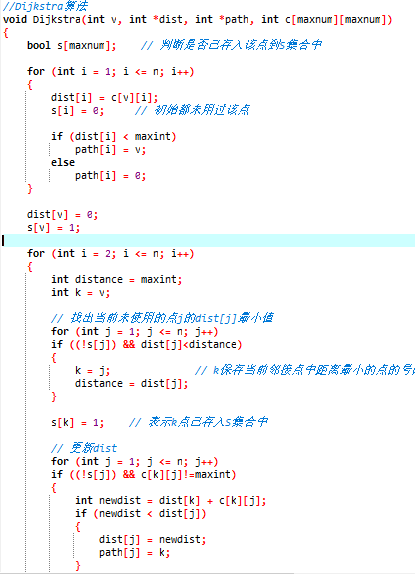 //Dijkstra算法
void Dijkstra(int v, int *dist, int *path, int c[maxnum][maxnum])
{
    bool s[maxnum];    // 判断是否已存入该点到S集合中

    for (int i = 1; i <= n; i++)
    {
        dist[i] = c[v][i];
        s[i] = 0;     // 初始都未用过该点

        if (dist[i] < maxint)
            path[i] = v;
        else
            path[i] = 0;
    }

    dist[v] = 0;
    s[v] = 1;

    for (int i = 2; i <= n; i++)
    {
        int distance = maxint;
        int k = v;

        // 找出当前未使用的点j的dist[j]最小值
        for (int j = 1; j <= n; j++)
        if ((!s[j]) && dist[j]<distance)
        {
            k = j;              // k保存当前邻接点中距离最小的点的号
            distance = dist[j];
        }

        s[k] = 1;    // 表示k点已存入S集合中

        // 更新dist
        for (int j = 1; j <= n; j++)
        if ((!s[j]) && c[k][j]!=maxint)
        {
            int newdist = dist[k] + c[k][j];
            if (newdist < dist[j])
            {
                dist[j] = newdist;
                path[j] = k;
            }